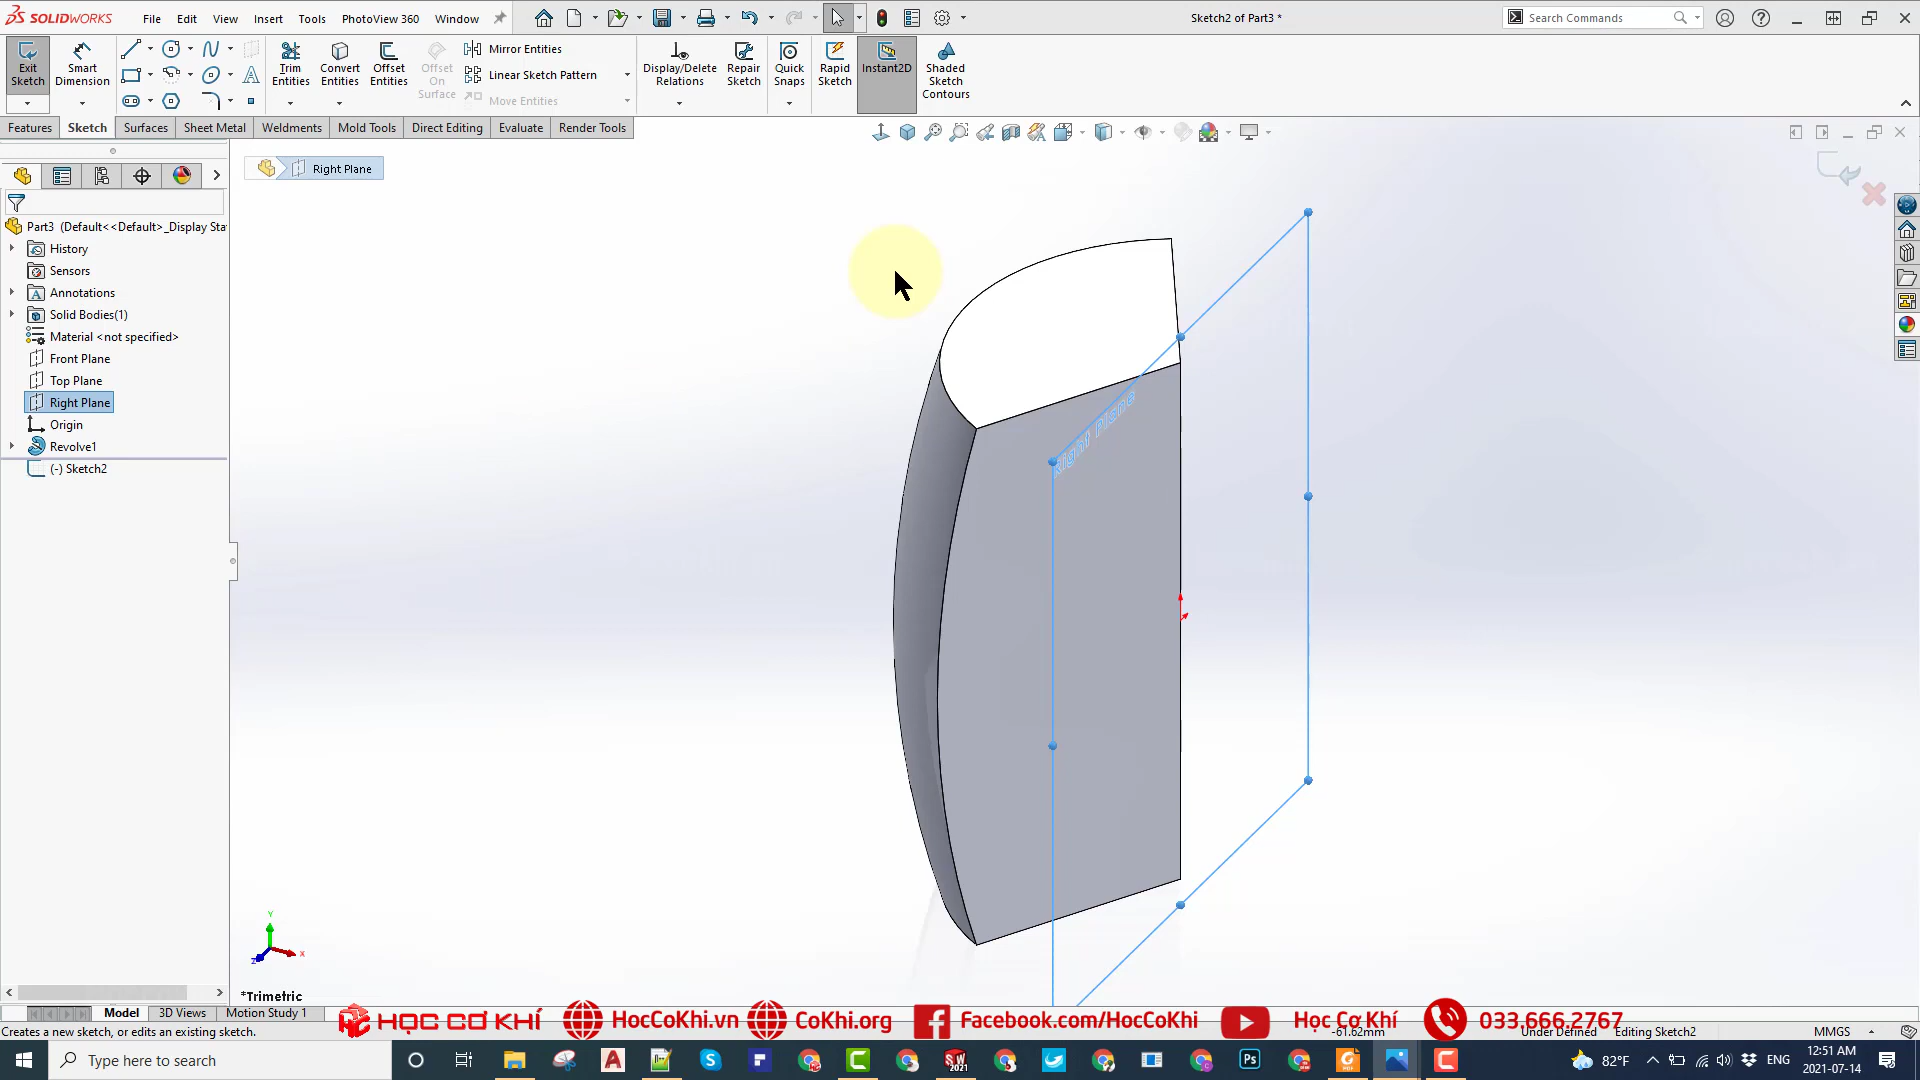 SOLIDWORKS
File
Edit
View
Insert
Tools
PhotoView 360
Window
Sketch2 of Part3 *
Search Commands
Exit Sketch
Smart Dimension
Trim Entities
Convert Entities
Offset Entities
Offset On Surface
Mirror Entities
Linear Sketch Pattern
Move Entities
Display/Delete Relations
Repair Sketch
Quick Snaps
Rapid Sketch
Instant2D
Shaded Sketch Contours
Features
Sketch
Surfaces
Sheet Metal
Weldments
Mold Tools
Direct Editing
Evaluate
Render Tools
Right Plane
Part3 (Default<<Default>_Display Sta
History
Sensors
Annotations
Solid Bodies(1)
Material <not specified>
Front Plane
Top Plane
Right Plane
Origin
Revolve1
(-) Sketch2
Right Plane
Y
X
Z
*Trimetric
Model
3D Views
Motion Study 1
HỌC CƠ KHÍ
HocCoKhi.vn
CoKhi.org
Facebook.com/HocCoKhi
Học Cơ Khí
033.666.2767
Creates a new sketch, or edits an existing sketch.
-61.62mm
Under Defined
Editing Sketch2
MMGS
Type here to search
SW 2021
82°F
ENG
12:51 AM
2021-07-14